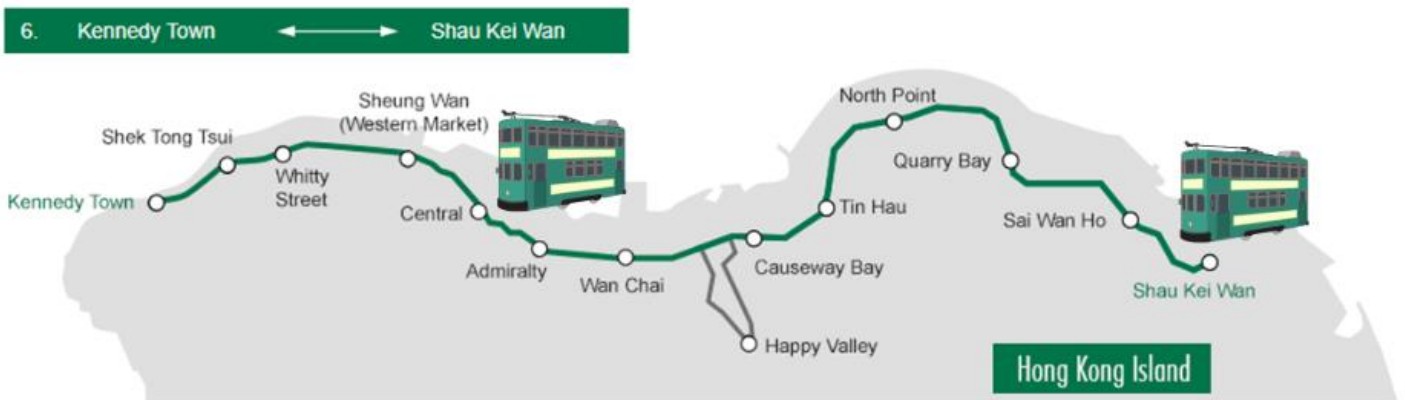 6. Kennedy Town Shau Kei Wan
Sheung Wan
(Western Market)
Shek Tong Tsui
Whitty
Street
Kennedy Town
Central
Admiralty
Wan Chai
Causeway Bay
Happy Valley
Tin Hau
North Point
Quarry Bay
Sai Wan Ho
Shau Kei Wan
Hong Kong Island